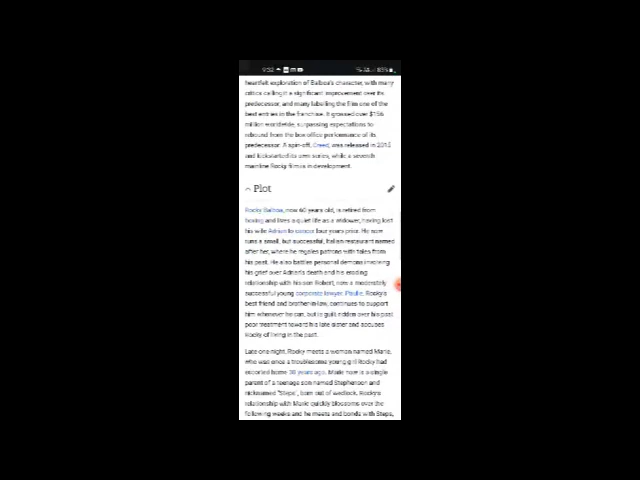 9:52
85%
heartfelt exploration of Balboa's character, with many
critics calling it a significant improvement over its
predecessor, and many labelling the film one of the
best entries in the franchise. It grossed over $156
million worldwide, surpassing expectations to
rebound from the box office performance of its
predecessor. A spin-off, Creed, was released in 2015
and kickstarted its own series, while a seventh
mainline Rocky film is in development.
Plot
Rocky Balboa, now 60 years old, is retired from
boxing and lives a quiet life as a widower, having lost
his wife Adrian to cancer four years prior. He now
runs a small, but successful, Italian restaurant named
after her, where he regales patrons with tales from
his past. He also battles personal demons involving
his grief over Adrian's death and his eroding
relationship with his son Robert, now a moderately
successful young corporate lawyer. Paulie, Rocky's
best friend and brother-in-law, continues to support
him whenever he can, but is guilt ridden over his past
poor treatment toward his late sister and accuses
Rocky of living in the past.
Late one night, Rocky meets a woman named Marie,
who was once a troublesome young girl Rocky had
escorted home 30 years ago. Marie now is a single
parent of a teenage son named Stephenson and
nicknamed "Steps", born out of wedlock. Rocky's
relationship with Marie quickly blossoms over the
following weeks and he meets and bonds with Steps,